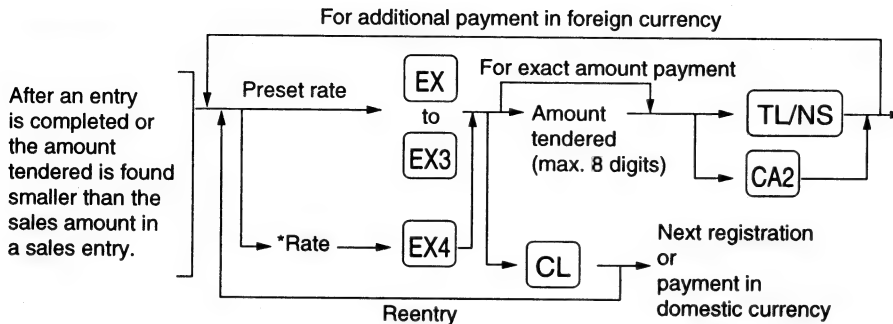 For additional payment in foreign currency
After an entry
is completed or
the amount
tendered is found
smaller than the
sales amount in
a sales entry.
Preset rate
EX
to
EX3
For exact amount payment
Amount
tendered
(max. 8 digits)
TL/NS
CA2
*Rate
EX4
CL
Next registration
or
payment in
domestic currency
Reentry